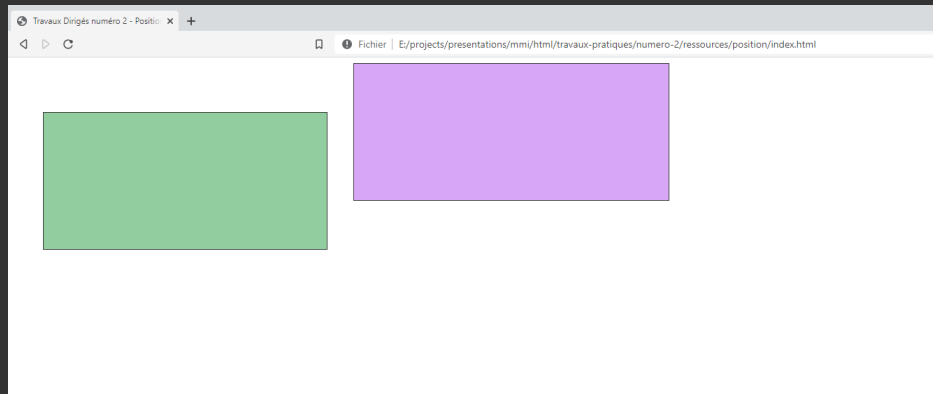 Travaux Dirigés numéro 2 - Positio
Fichier E:/projects/presentations/mmi/html/travaux-pratiques/numero-2/ressources/position/index.html